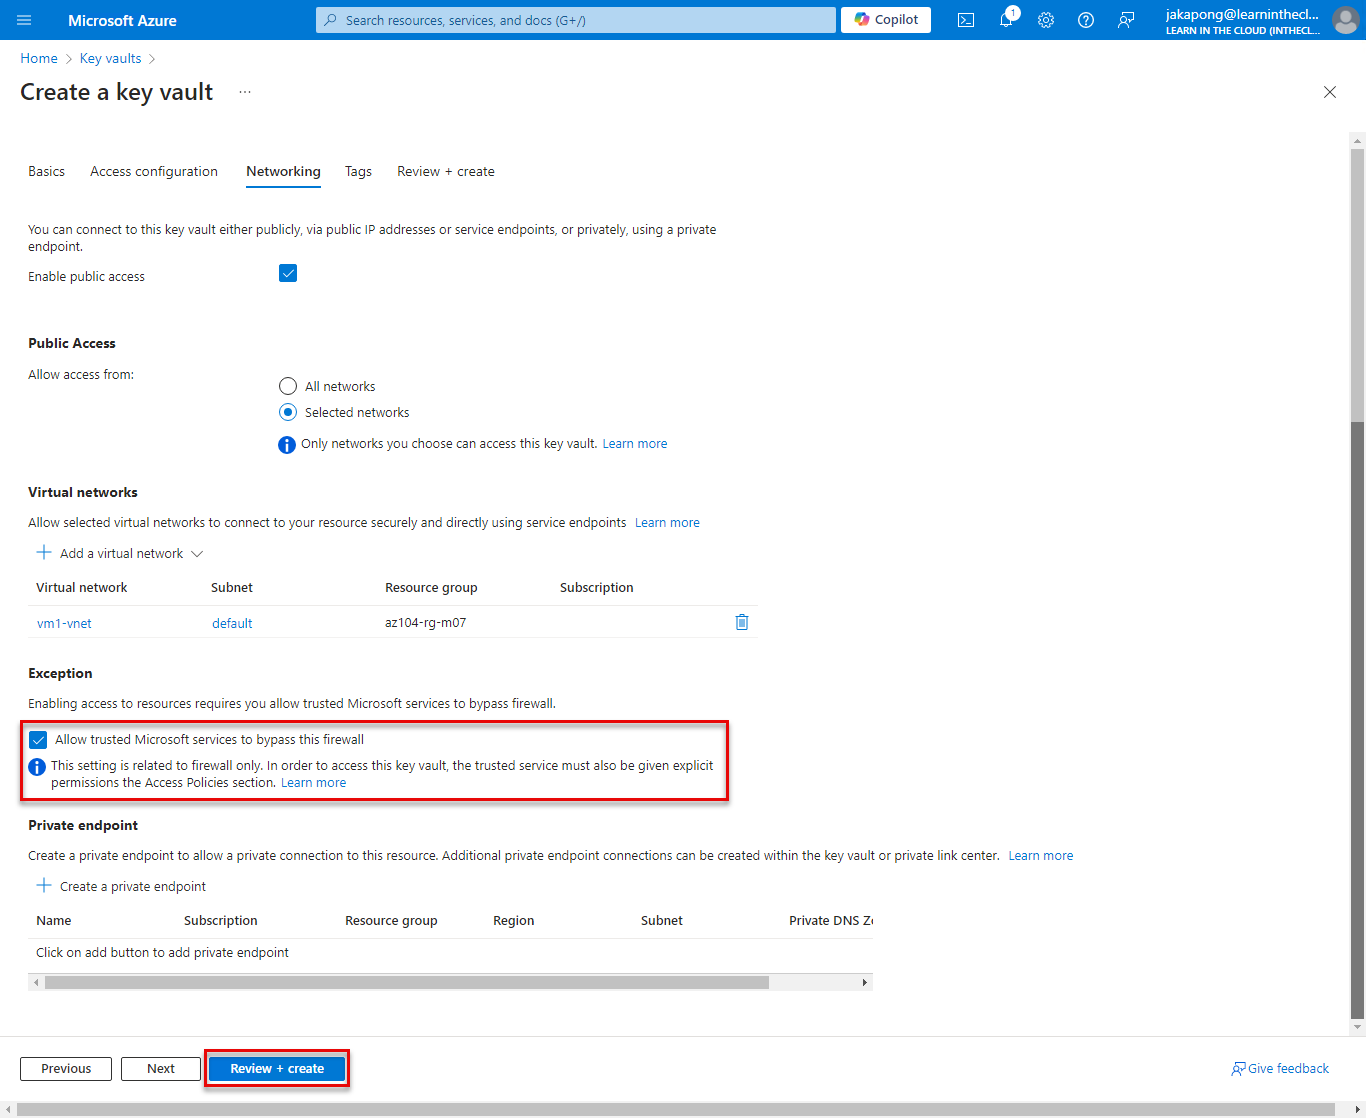 Microsoft Azure
Search resources, services, and docs (G+/)
Copilot
1
jakapong@learninthecl...
LEARN IN THE CLOUD (INTHECL...
Home > Key vaults >
Create a key vault ...
Basics Access configuration Networking Tags Review + create
You can connect to this key vault either publicly, via public IP addresses or service endpoints, or privately, using a private
endpoint.
Enable public access
Public Access
Allow access from:
All networks
Selected networks
Only networks you choose can access this key vault. Learn more
Virtual networks
Allow selected virtual networks to connect to your resource securely and directly using service endpoints Learn more
Add a virtual network
Virtual network Subnet Resource group Subscription
vm1-vnet default az104-rg-m07
Exception
Enabling access to resources requires you allow trusted Microsoft services to bypass firewall.
Allow trusted Microsoft services to bypass this firewall
This setting is related to firewall only. In order to access this key vault, the trusted service must also be given explicit
permissions the Access Policies section. Learn more
Private endpoint
Create a private endpoint to allow a private connection to this resource. Additional private endpoint connections can be created within the key vault or private link center. Learn more
Create a private endpoint
Name Subscription Resource group Region Subnet Private DNS Zo
Click on add button to add private endpoint
Previous Next Review + create Give feedback